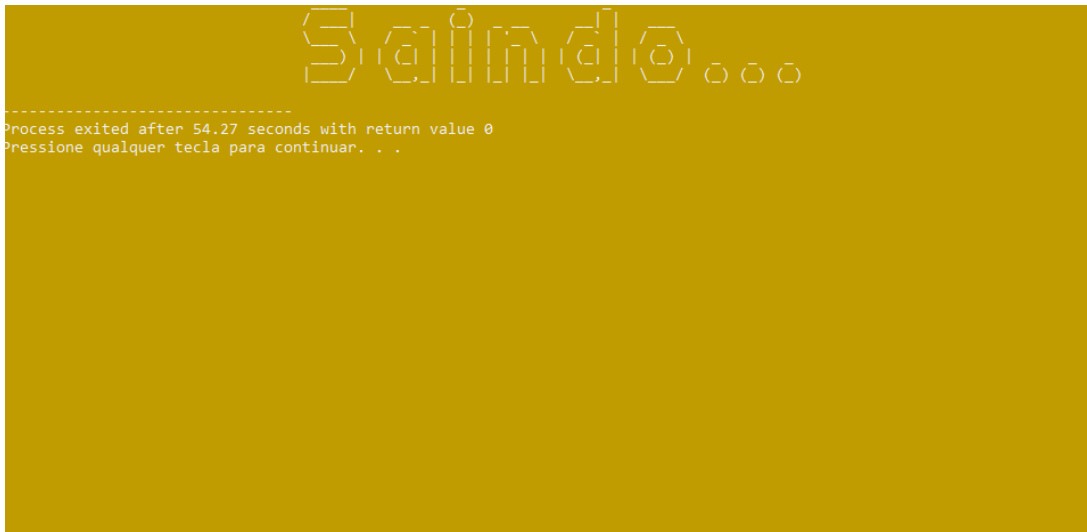 Saindo...
--------------------------------
Process exited after 54.27 seconds with return value 0
Pressione qualquer tecla para continuar. . .